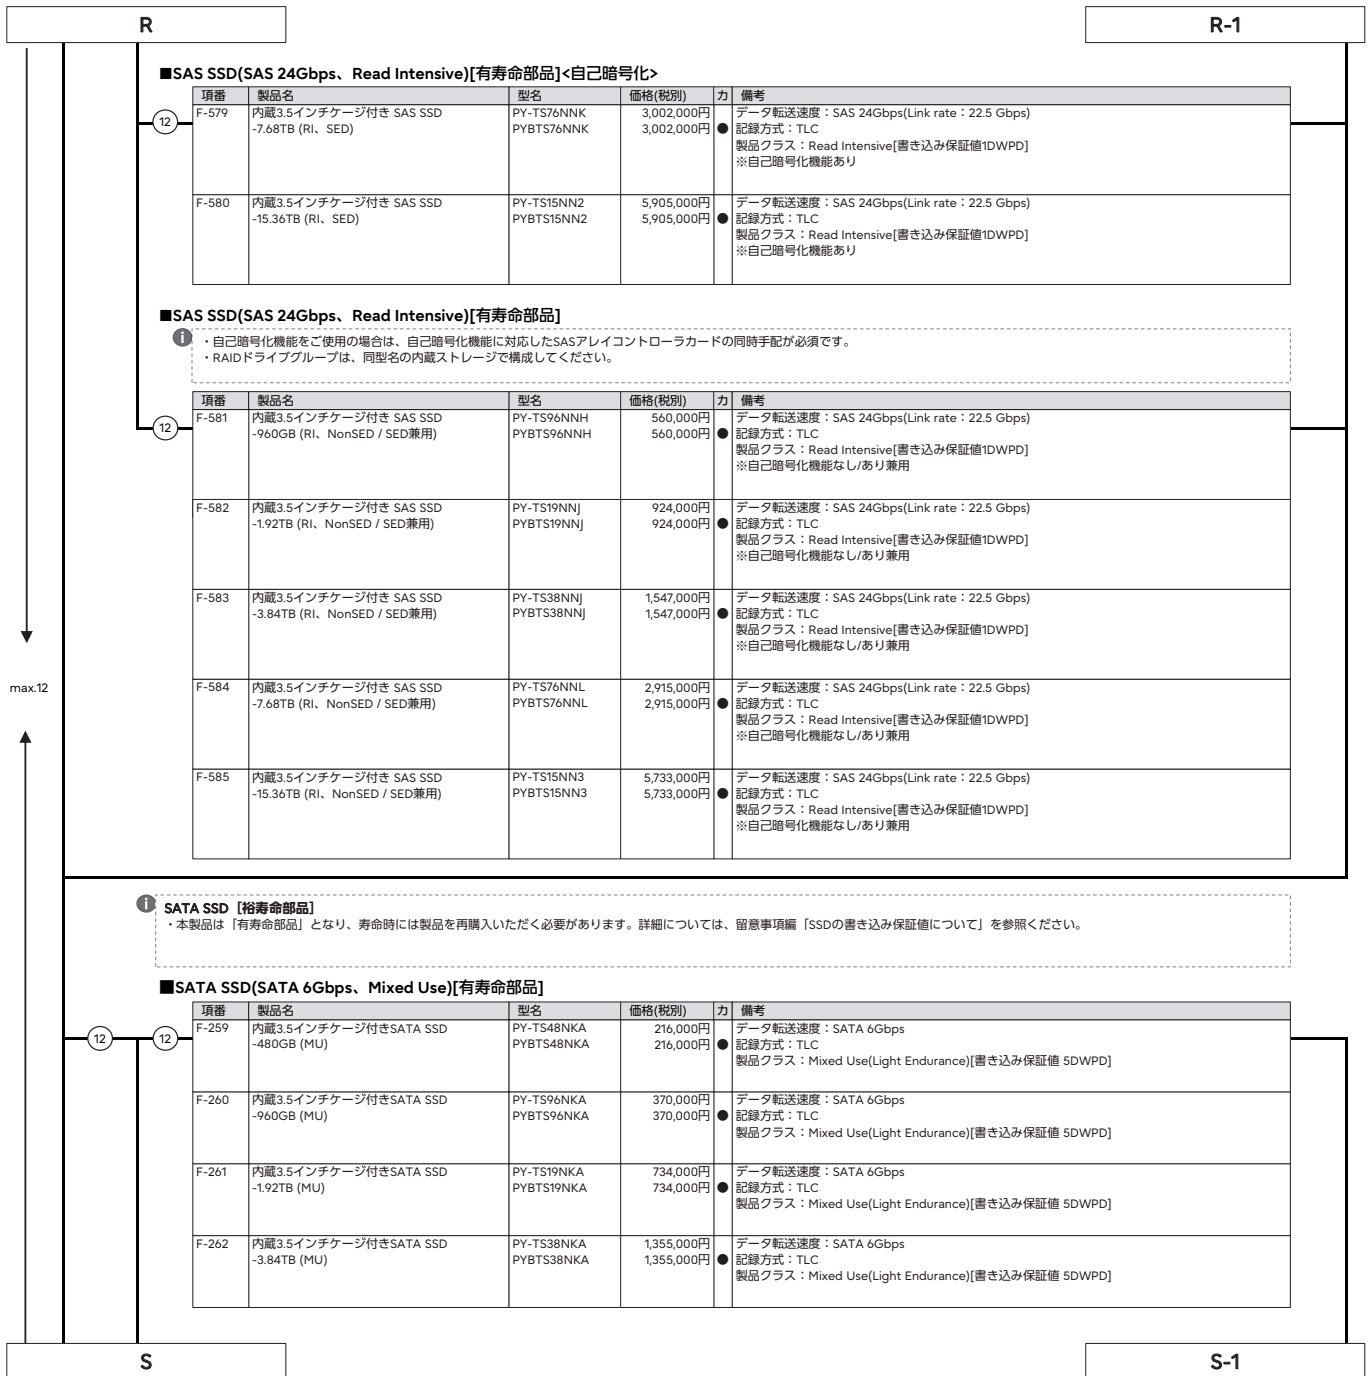 R
R-1
■SAS SSD(SAS 24Gbps、Read Intensive)[有寿命部品]<自己暗号化>
項番 製品名 型名 価格(税別) カ 備考
12
F-579 内蔵3.5インチケージ付き SAS SSD PY-TS76NNK 3,002,000円 データ転送速度：SAS 24Gbps(Link rate：22.5 Gbps)
-7.68TB (RI、SED) PYBTS76NNK 3,002,000円 ● 記録方式：TLC
製品クラス：Read Intensive[書き込み保証値1DWPD]
※自己暗号化機能あり
F-580 内蔵3.5インチケージ付き SAS SSD PY-TS15NN2 5,905,000円 データ転送速度：SAS 24Gbps(Link rate：22.5 Gbps)
-15.36TB (RI、SED) PYBTS15NN2 5,905,000円 ● 記録方式：TLC
製品クラス：Read Intensive[書き込み保証値1DWPD]
※自己暗号化機能あり
■SAS SSD(SAS 24Gbps、Read Intensive)[有寿命部品]
i
・自己暗号化機能をご使用の場合は、自己暗号化機能に対応したSASアレイコントローラカードの同時手配が必須です。
・RAIDドライブグループは、同型名の内蔵ストレージで構成してください。
項番 製品名 型名 価格(税別) カ 備考
12
F-581 内蔵3.5インチケージ付き SAS SSD PY-TS96NNH 560,000円 データ転送速度：SAS 24Gbps(Link rate：22.5 Gbps)
-960GB (RI、NonSED / SED兼用) PYBTS96NNH 560,000円 ● 記録方式：TLC
製品クラス：Read Intensive[書き込み保証値1DWPD]
※自己暗号化機能なし/あり兼用
F-582 内蔵3.5インチケージ付き SAS SSD PY-TS19NNJ 924,000円 データ転送速度：SAS 24Gbps(Link rate：22.5 Gbps)
-1.92TB (RI、NonSED / SED兼用) PYBTS19NNJ 924,000円 ● 記録方式：TLC
製品クラス：Read Intensive[書き込み保証値1DWPD]
※自己暗号化機能なし/あり兼用
F-583 内蔵3.5インチケージ付き SAS SSD PY-TS38NNJ 1,547,000円 データ転送速度：SAS 24Gbps(Link rate：22.5 Gbps)
-3.84TB (RI、NonSED / SED兼用) PYBTS38NNJ 1,547,000円 ● 記録方式：TLC
製品クラス：Read Intensive[書き込み保証値1DWPD]
※自己暗号化機能なし/あり兼用
max.12
F-584 内蔵3.5インチケージ付き SAS SSD PY-TS76NNL 2,915,000円 データ転送速度：SAS 24Gbps(Link rate：22.5 Gbps)
-7.68TB (RI、NonSED / SED兼用) PYBTS76NNL 2,915,000円 ● 記録方式：TLC
製品クラス：Read Intensive[書き込み保証値1DWPD]
※自己暗号化機能なし/あり兼用
F-585 内蔵3.5インチケージ付き SAS SSD PY-TS15NN3 5,733,000円 データ転送速度：SAS 24Gbps(Link rate：22.5 Gbps)
-15.36TB (RI、NonSED / SED兼用) PYBTS15NN3 5,733,000円 ● 記録方式：TLC
製品クラス：Read Intensive[書き込み保証値1DWPD]
※自己暗号化機能なし/あり兼用
i
SATA SSD［裕寿命部品］
・本製品は「有寿命部品」となり、寿命時には製品を再購入いただく必要があります。詳細については、留意事項編「SSDの書き込み保証値について」を参照ください。
■SATA SSD(SATA 6Gbps、Mixed Use)[有寿命部品]
項番 製品名 型名 価格(税別) カ 備考
12 12
F-259 内蔵3.5インチケージ付きSATA SSD PY-TS48NKA 216,000円 データ転送速度：SATA 6Gbps
-480GB (MU) PYBTS48NKA 216,000円 ● 記録方式：TLC
製品クラス：Mixed Use(Light Endurance)[書き込み保証値 5DWPD]
F-260 内蔵3.5インチケージ付きSATA SSD PY-TS96NKA 370,000円 データ転送速度：SATA 6Gbps
-960GB (MU) PYBTS96NKA 370,000円 ● 記録方式：TLC
製品クラス：Mixed Use(Light Endurance)[書き込み保証値 5DWPD]
F-261 内蔵3.5インチケージ付きSATA SSD PY-TS19NKA 734,000円 データ転送速度：SATA 6Gbps
-1.92TB (MU) PYBTS19NKA 734,000円 ● 記録方式：TLC
製品クラス：Mixed Use(Light Endurance)[書き込み保証値 5DWPD]
F-262 内蔵3.5インチケージ付きSATA SSD PY-TS38NKA 1,355,000円 データ転送速度：SATA 6Gbps
-3.84TB (MU) PYBTS38NKA 1,355,000円 ● 記録方式：TLC
製品クラス：Mixed Use(Light Endurance)[書き込み保証値 5DWPD]
S
S-1